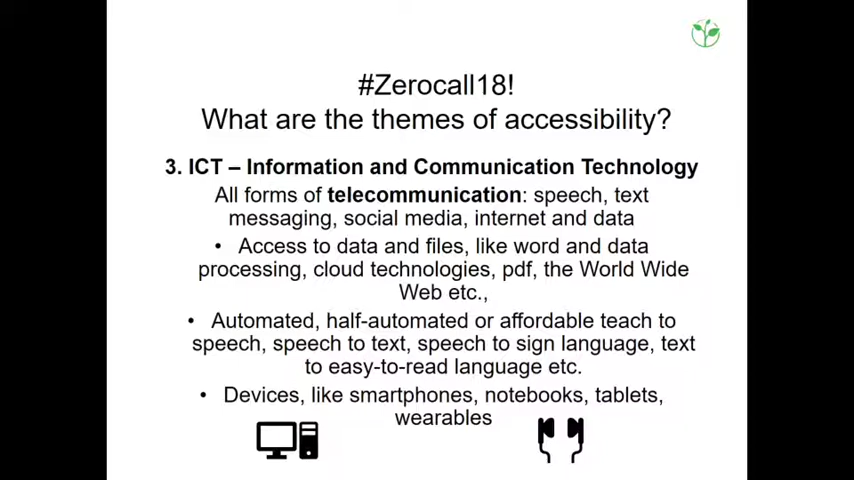 #Zerocall18!
What are the themes of accessibility?
3. ICT – Information and Communication Technology
All forms of telecommunication: speech, text
messaging, social media, internet and data
• Access to data and files, like word and data
processing, cloud technologies, pdf, the World Wide
Web etc.,
• Automated, half-automated or affordable teach to
speech, speech to text, speech to sign language, text
to easy-to-read language etc.
• Devices, like smartphones, notebooks, tablets,
wearables